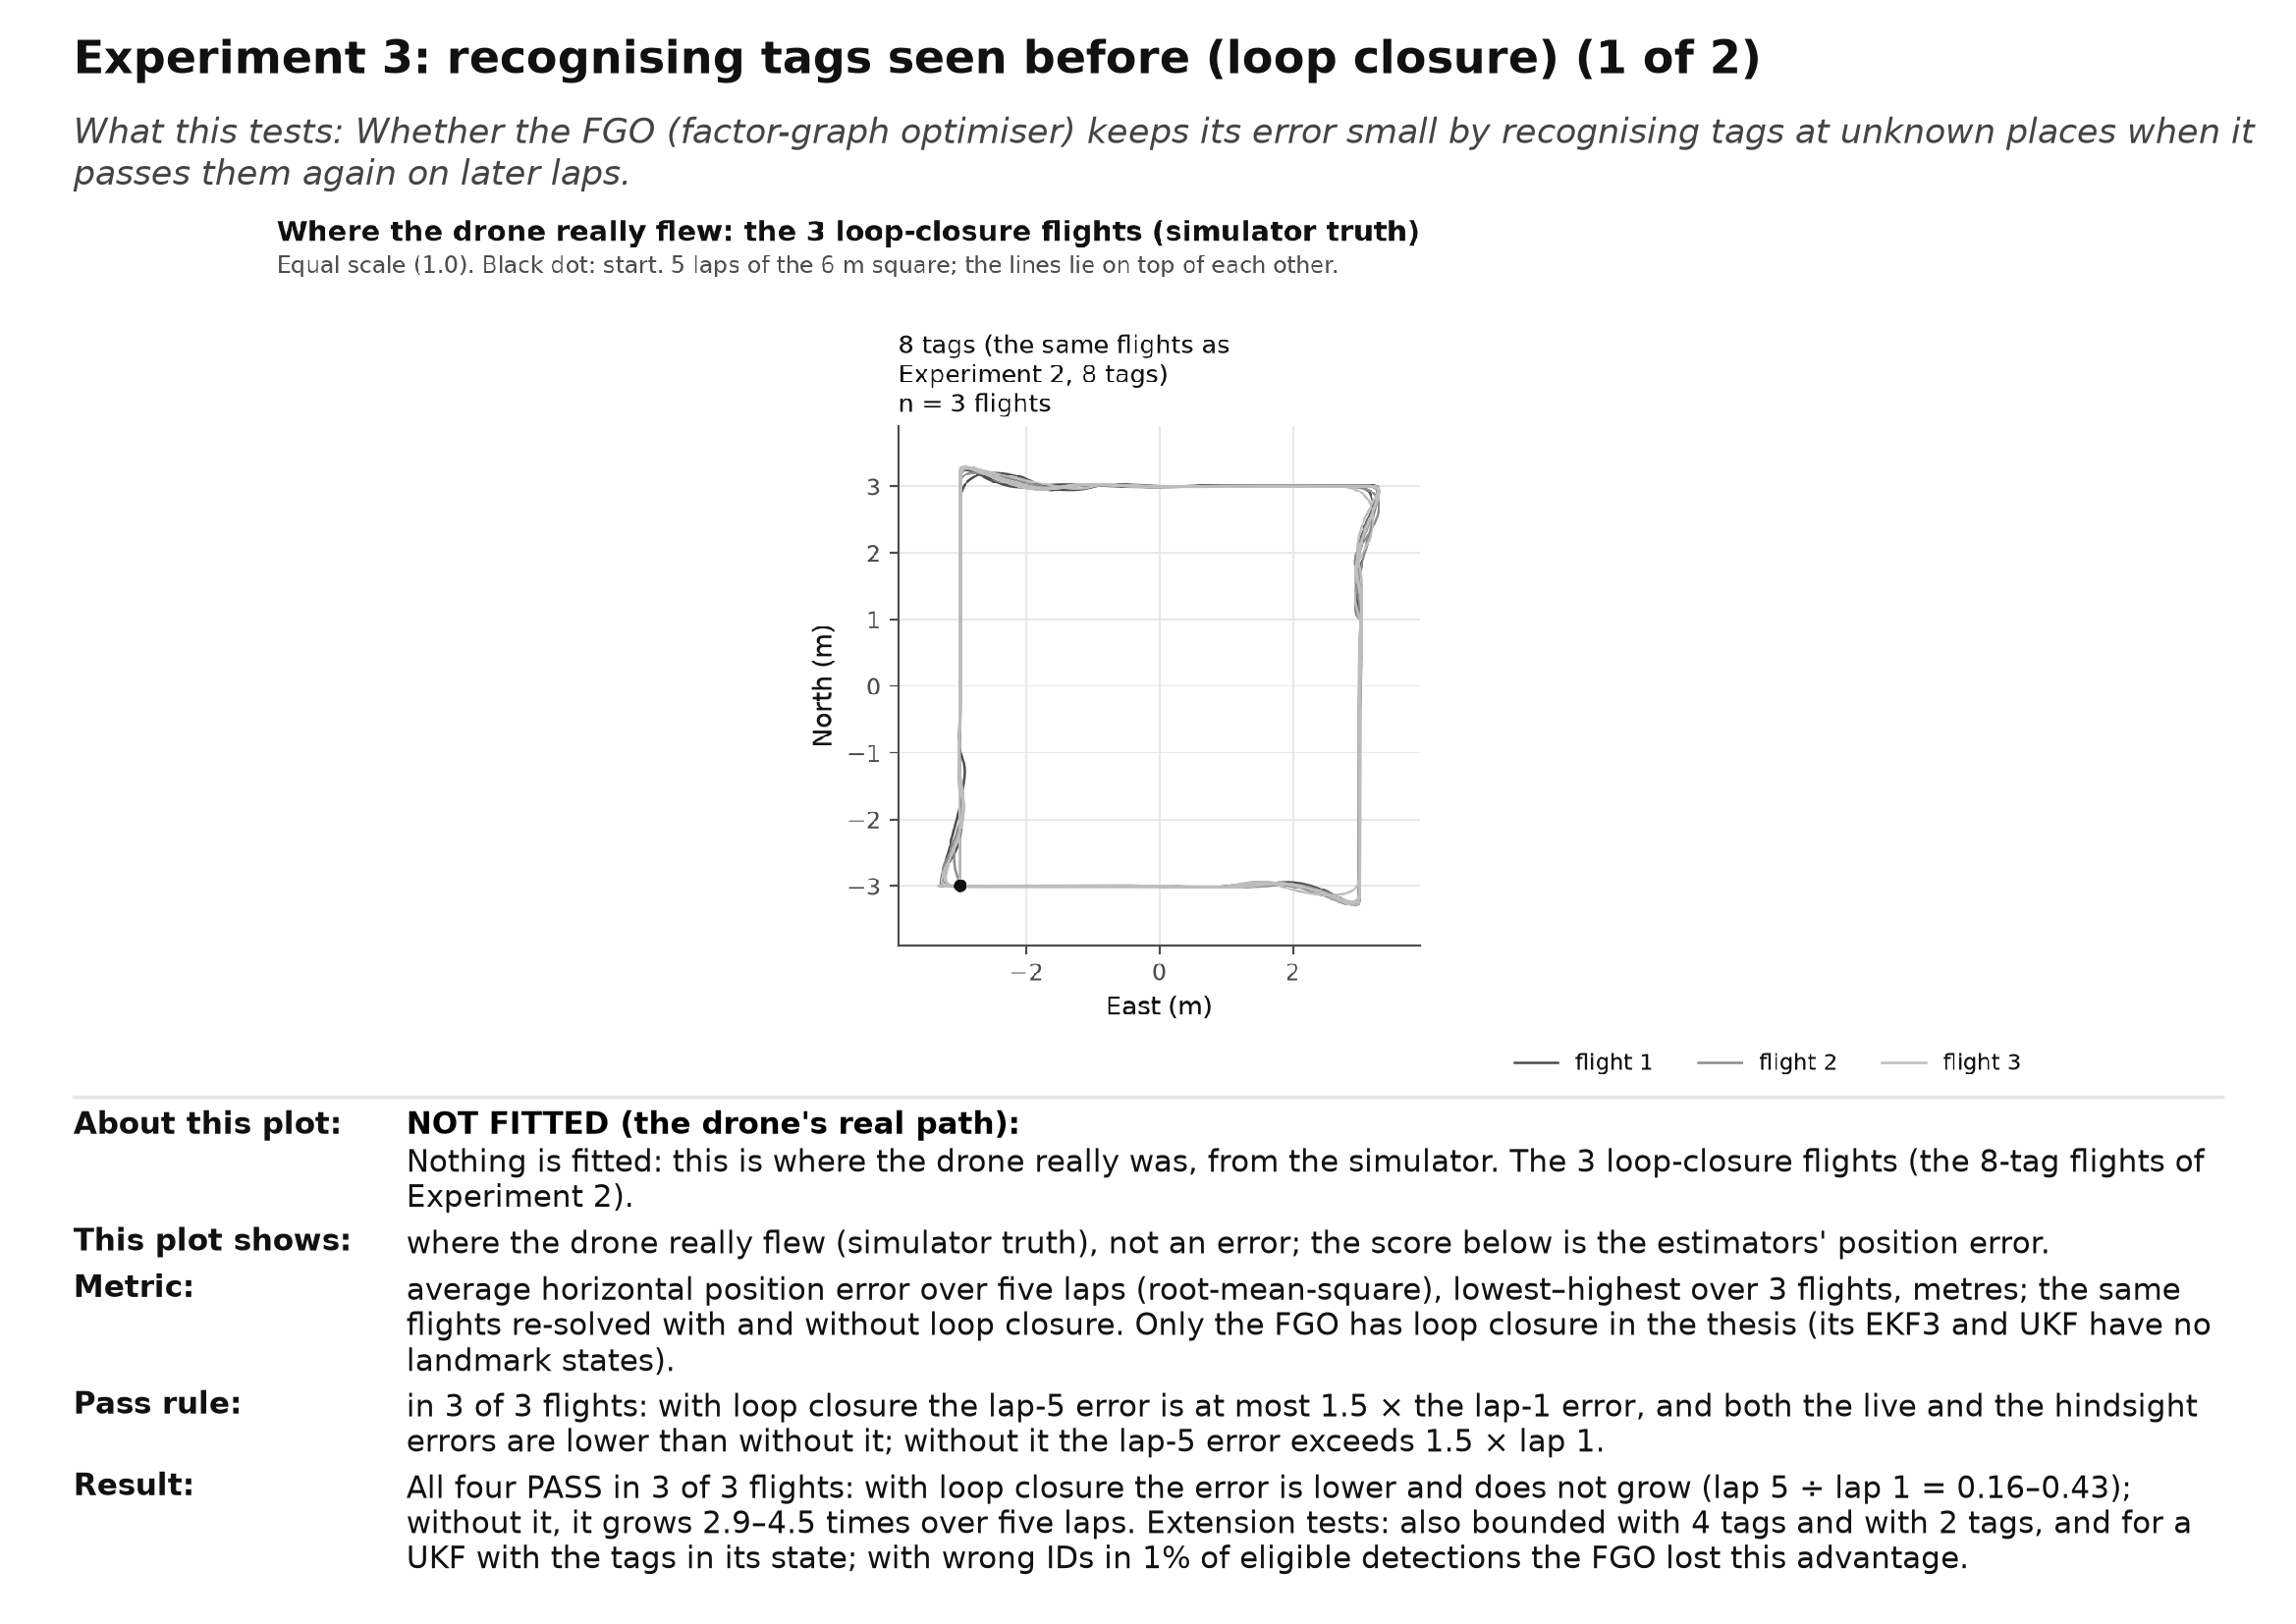 Experiment 3: recognising tags seen before (loop closure) (1 of 2)
What this tests: Whether the FGO (factor-graph optimiser) keeps its error small by recognising tags at unknown places when it
passes them again on later laps.
Where the drone really flew: the 3 loop-closure flights (simulator truth)
Equal scale (1.0). Black dot: start. 5 laps of the 6 m square; the lines lie on top of each other.
8 tags (the same flights as
Experiment 2, 8 tags)
n = 3 flights
3
2
1
0
−1
−2
−3
North (m)
−2 0 2
East (m)
flight 1 flight 2 flight 3
About this plot: NOT FITTED (the drone's real path):
Nothing is fitted: this is where the drone really was, from the simulator. The 3 loop-closure flights (the 8-tag flights of
Experiment 2).
This plot shows: where the drone really flew (simulator truth), not an error; the score below is the estimators' position error.
Metric: average horizontal position error over five laps (root-mean-square), lowest–highest over 3 flights, metres; the same
flights re-solved with and without loop closure. Only the FGO has loop closure in the thesis (its EKF3 and UKF have no
landmark states).
Pass rule: in 3 of 3 flights: with loop closure the lap-5 error is at most 1.5 × the lap-1 error, and both the live and the hindsight
errors are lower than without it; without it the lap-5 error exceeds 1.5 × lap 1.
Result: All four PASS in 3 of 3 flights: with loop closure the error is lower and does not grow (lap 5 ÷ lap 1 = 0.16–0.43);
without it, it grows 2.9–4.5 times over five laps. Extension tests: also bounded with 4 tags and with 2 tags, and for a
UKF with the tags in its state; with wrong IDs in 1% of eligible detections the FGO lost this advantage.